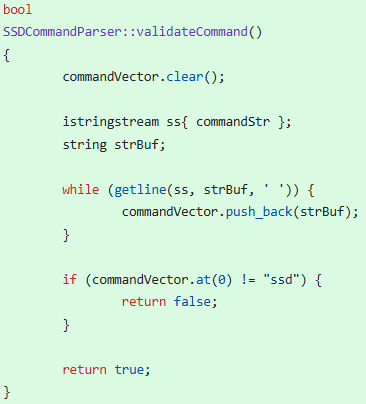 bool
SSDCommandParser::validateCommand()
{
        commandVector.clear();

        istringstream ss{ commandStr };
        string strBuf;

        while (getline(ss, strBuf, ' ')) {
                commandVector.push_back(strBuf);
        }

        if (commandVector.at(0) != "ssd") {
                return false;
        }

        return true;
}